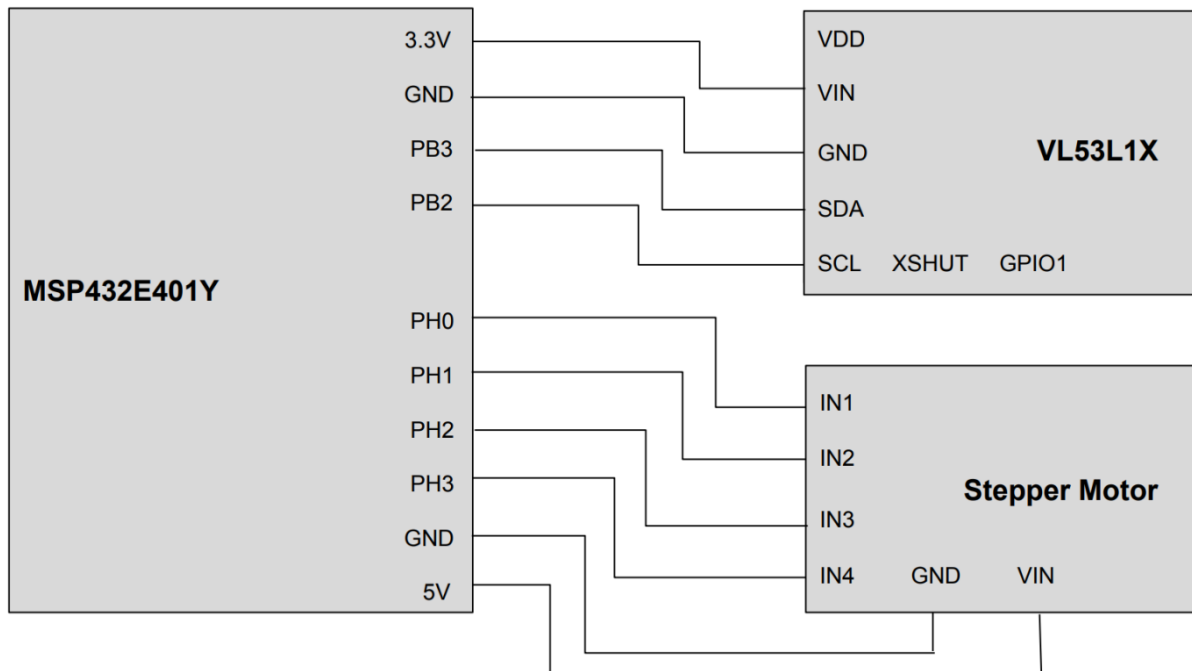 3.3V
GND
PB3
PB2
MSP432E401Y
PH0
PH1
PH2
PH3
GND
5V
VDD
VIN
GND
VL53L1X
SDA
SCL XSHUT GPIO1
IN1
IN2
Stepper Motor
IN3
IN4 GND VIN